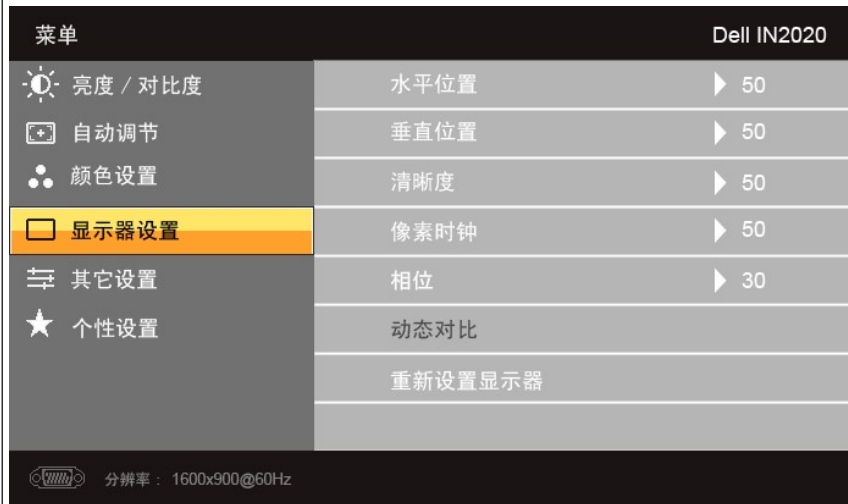 菜单
Dell IN2020
亮度 / 对比度
自动调节
颜色设置
显示器设置
其它设置
个性设置
水平位置 50
垂直位置 50
清晰度 50
像素时钟 50
相位 30
动态对比
重新设置显示器
分辨率： 1600x900@60Hz